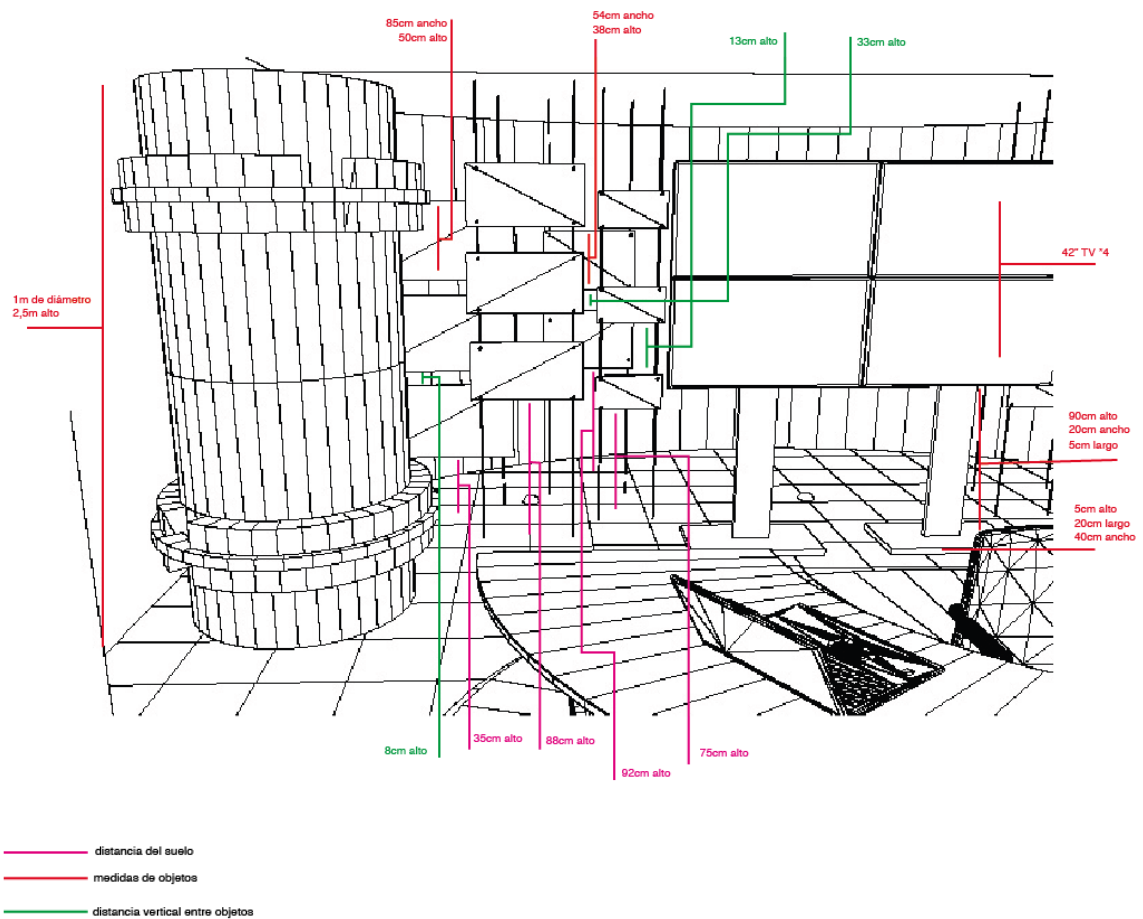 85cm ancho
50cm alto
54cm ancho
38cm alto
13cm alto
33cm alto
42" TV *4
1m de diámetro
2,5m alto
90cm alto
20cm ancho
5cm largo
5cm alto
20cm largo
40cm ancho
8cm alto
35cm alto
88cm alto
92cm alto
75cm alto
distancia del suelo
medidas de objetos
distancia vertical entre objetos